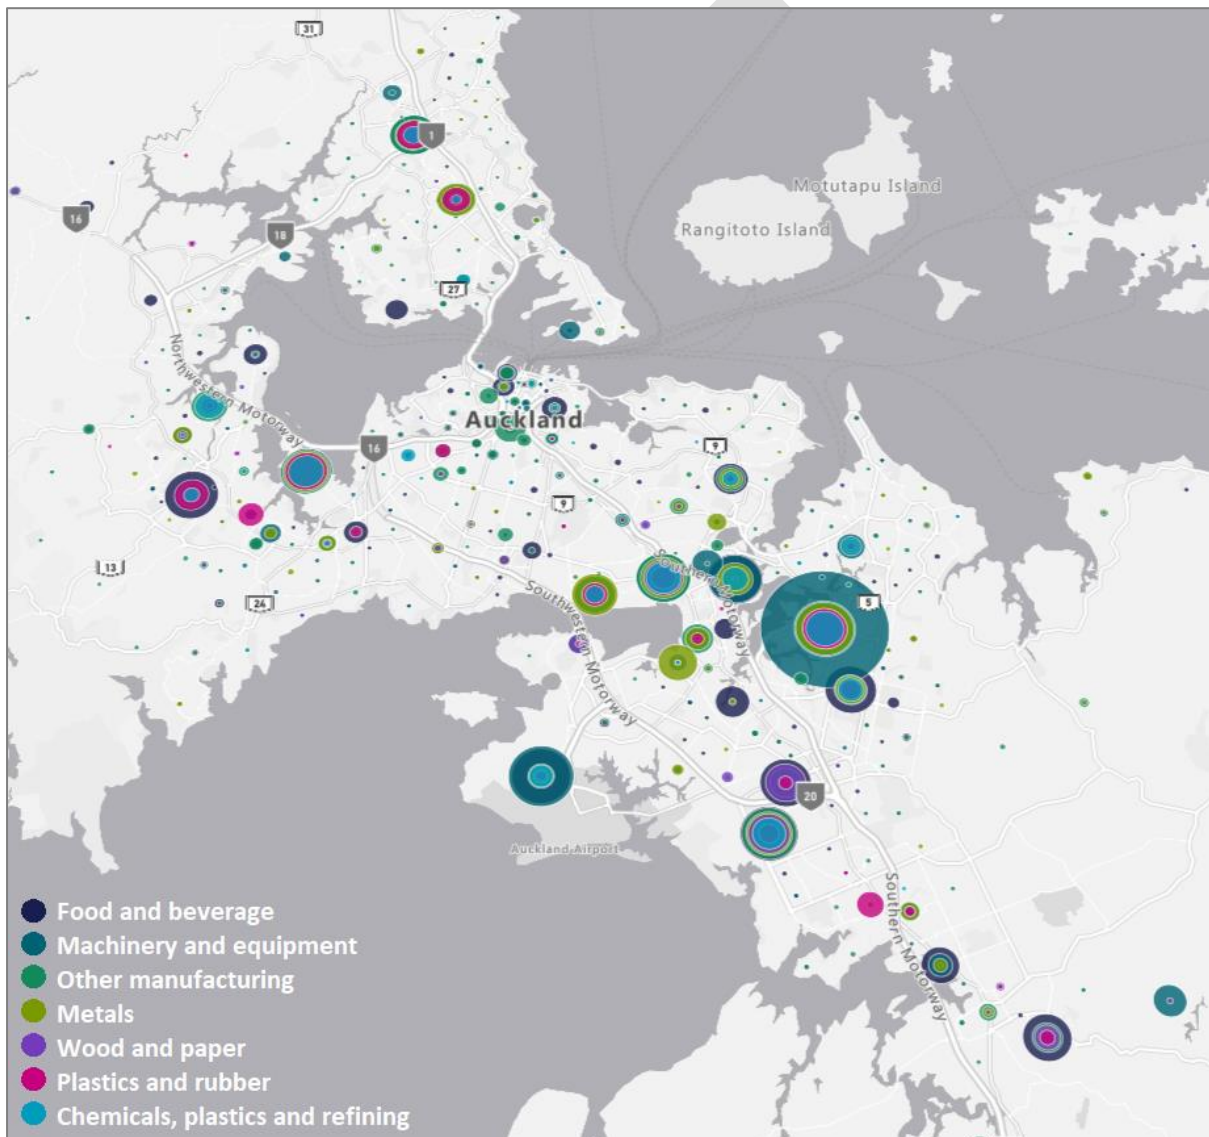 31
1
Motutapu Island
16
18
Rangitoto Island
27
Northwestern Motorway
Auckland
16
9
9
13
24
Southern Motorway
5
Southwestern Motorway
20
Auckland Airport
Southern Motorway
Food and beverage
Machinery and equipment
Other manufacturing
Metals
Wood and paper
Plastics and rubber
Chemicals, plastics and refining